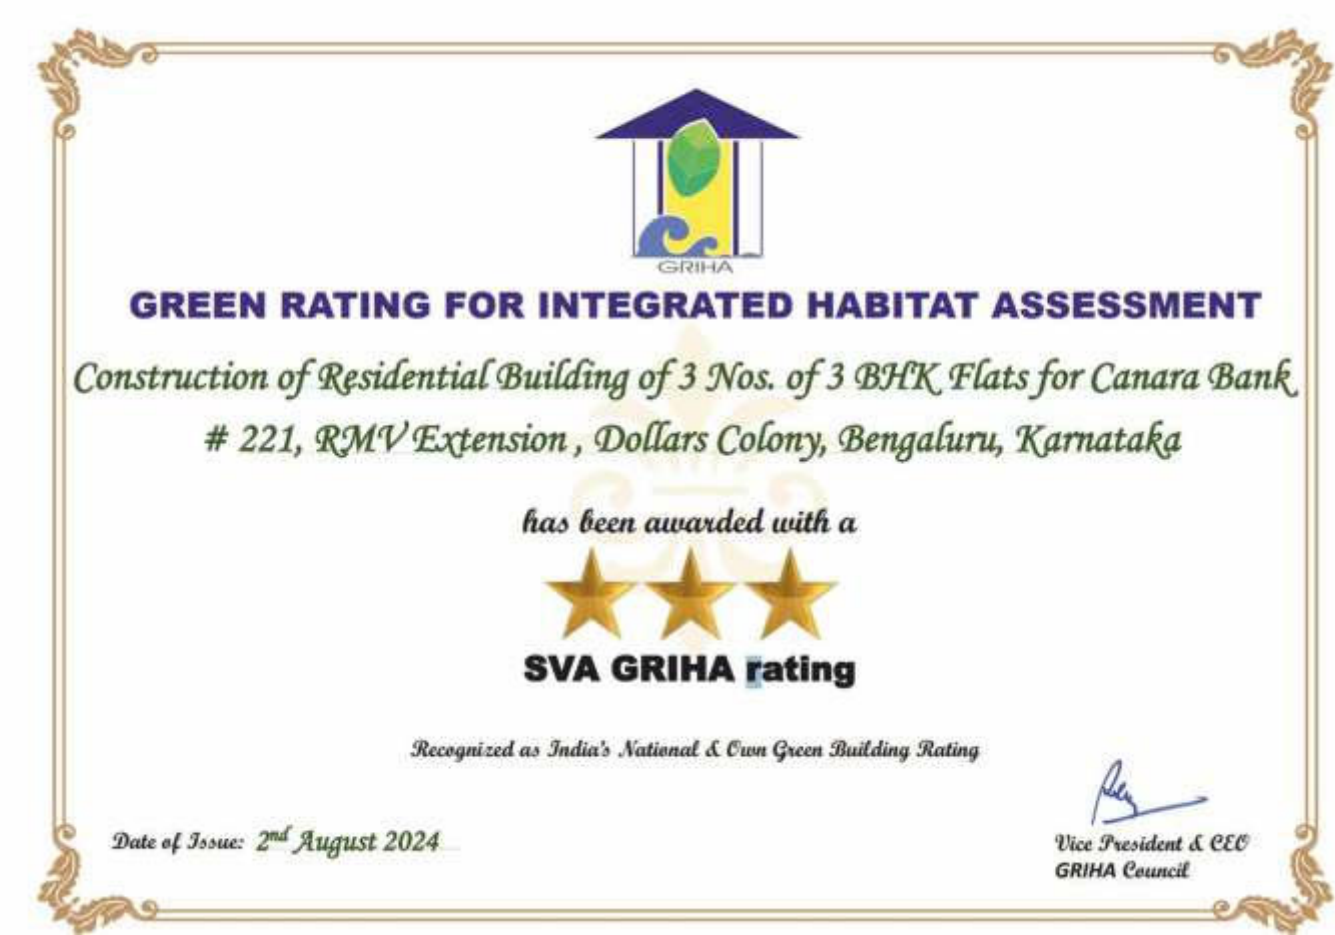 GRIHA
GREEN RATING FOR INTEGRATED HABITAT ASSESSMENT
Construction of Residential Building of 3 Nos. of 3 BHK Flats for Canara Bank
# 221, RMV Extension , Dollars Colony, Bengaluru, Karnataka
has been awarded with a
SVA GRIHA rating
Recognized as India's National & Own Green Building Rating
Date of Issue: 2nd August 2024
Vice President & CEO
GRIHA Council